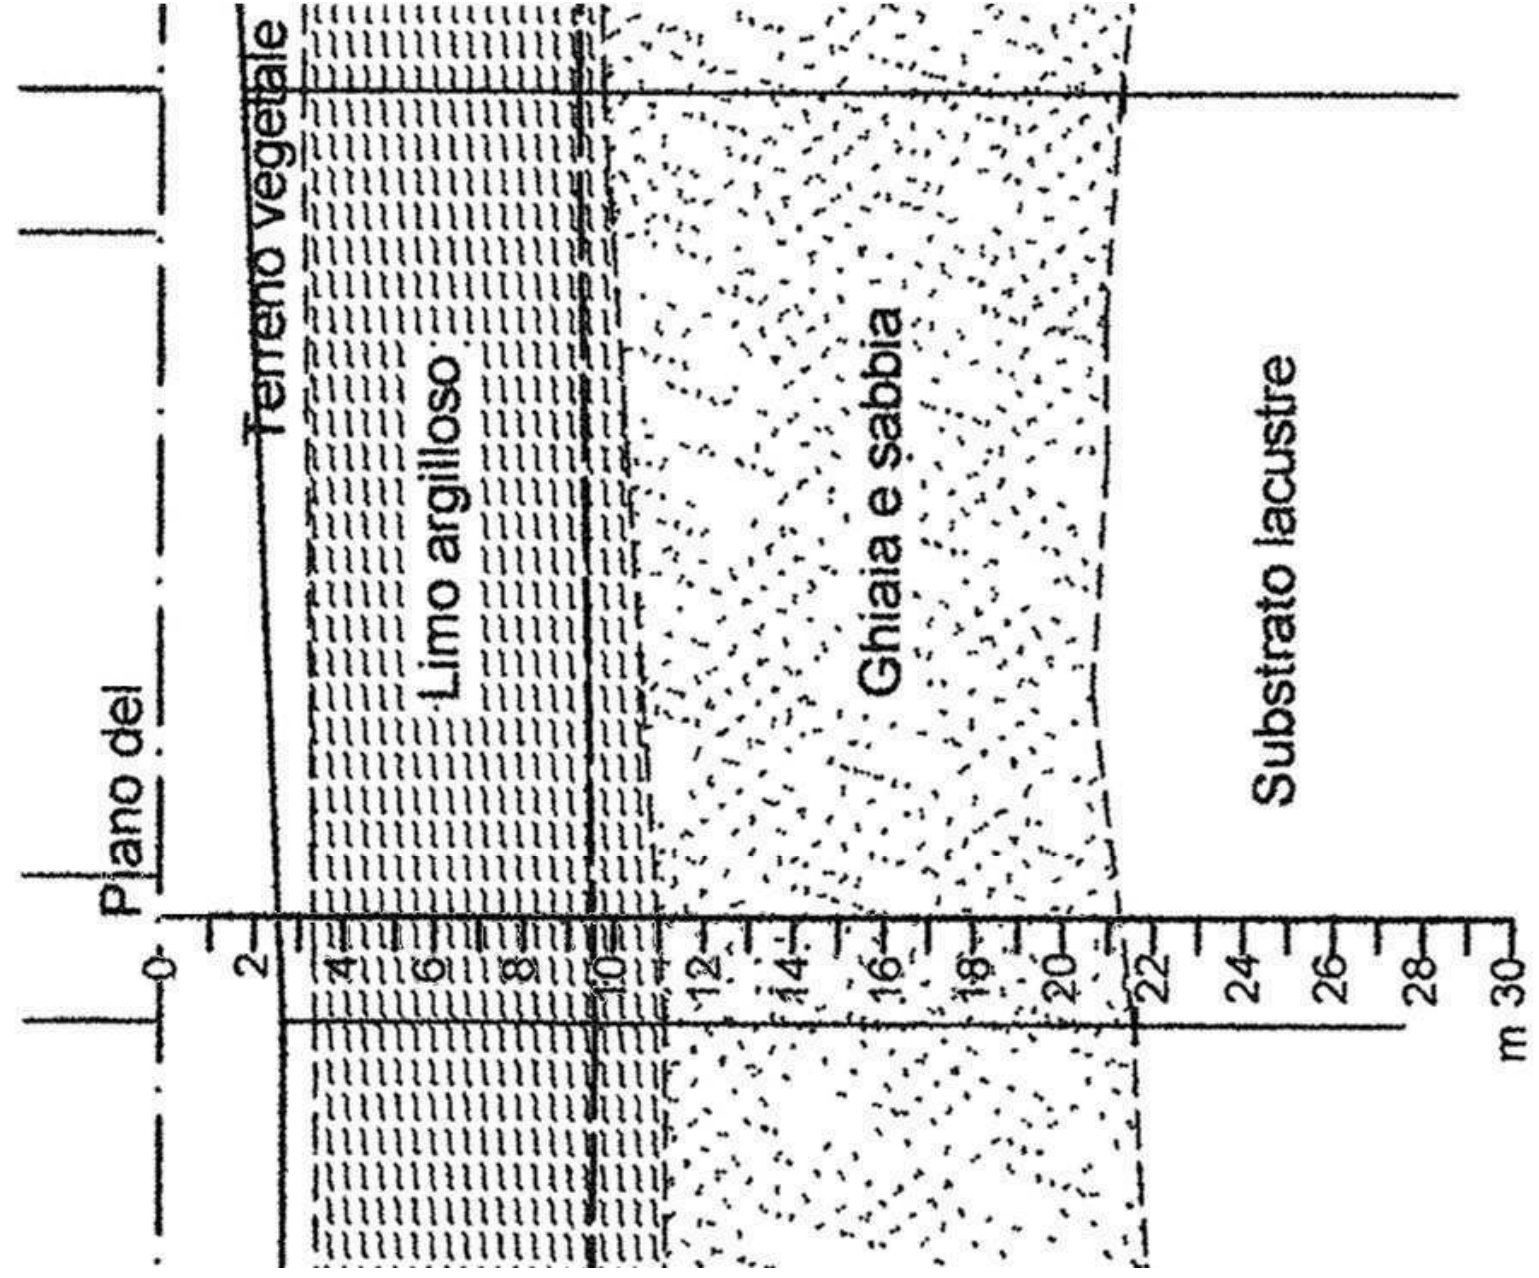 Piano del
Terreno vegetale
Limo argilloso
Ghiaia e sabbia
Substrato lacustre
0
2
4
6
8
10
12
14
16
18
20
22
24
26
28
m 30